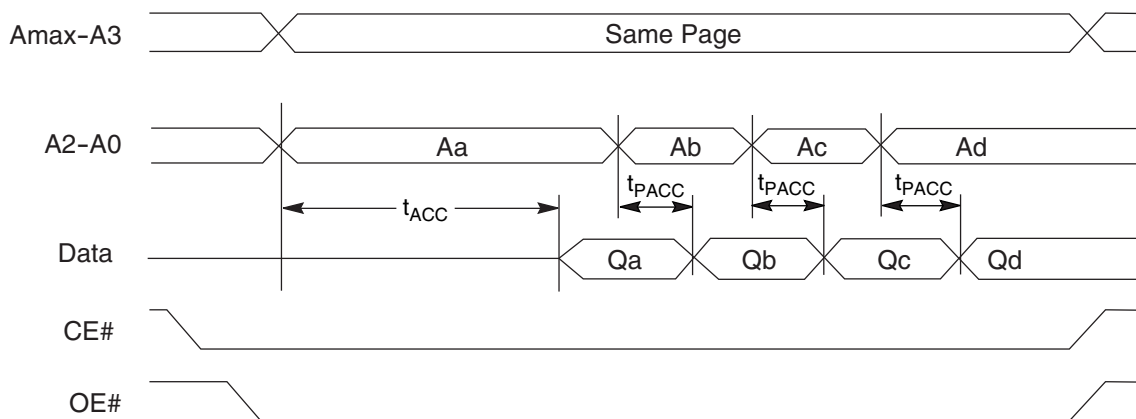 Amax-A3 Same Page
A2-A0 Aa Ab Ac Ad
tACC tPACC tPACC tPACC
Data Qa Qb Qc Qd
CE#
OE#